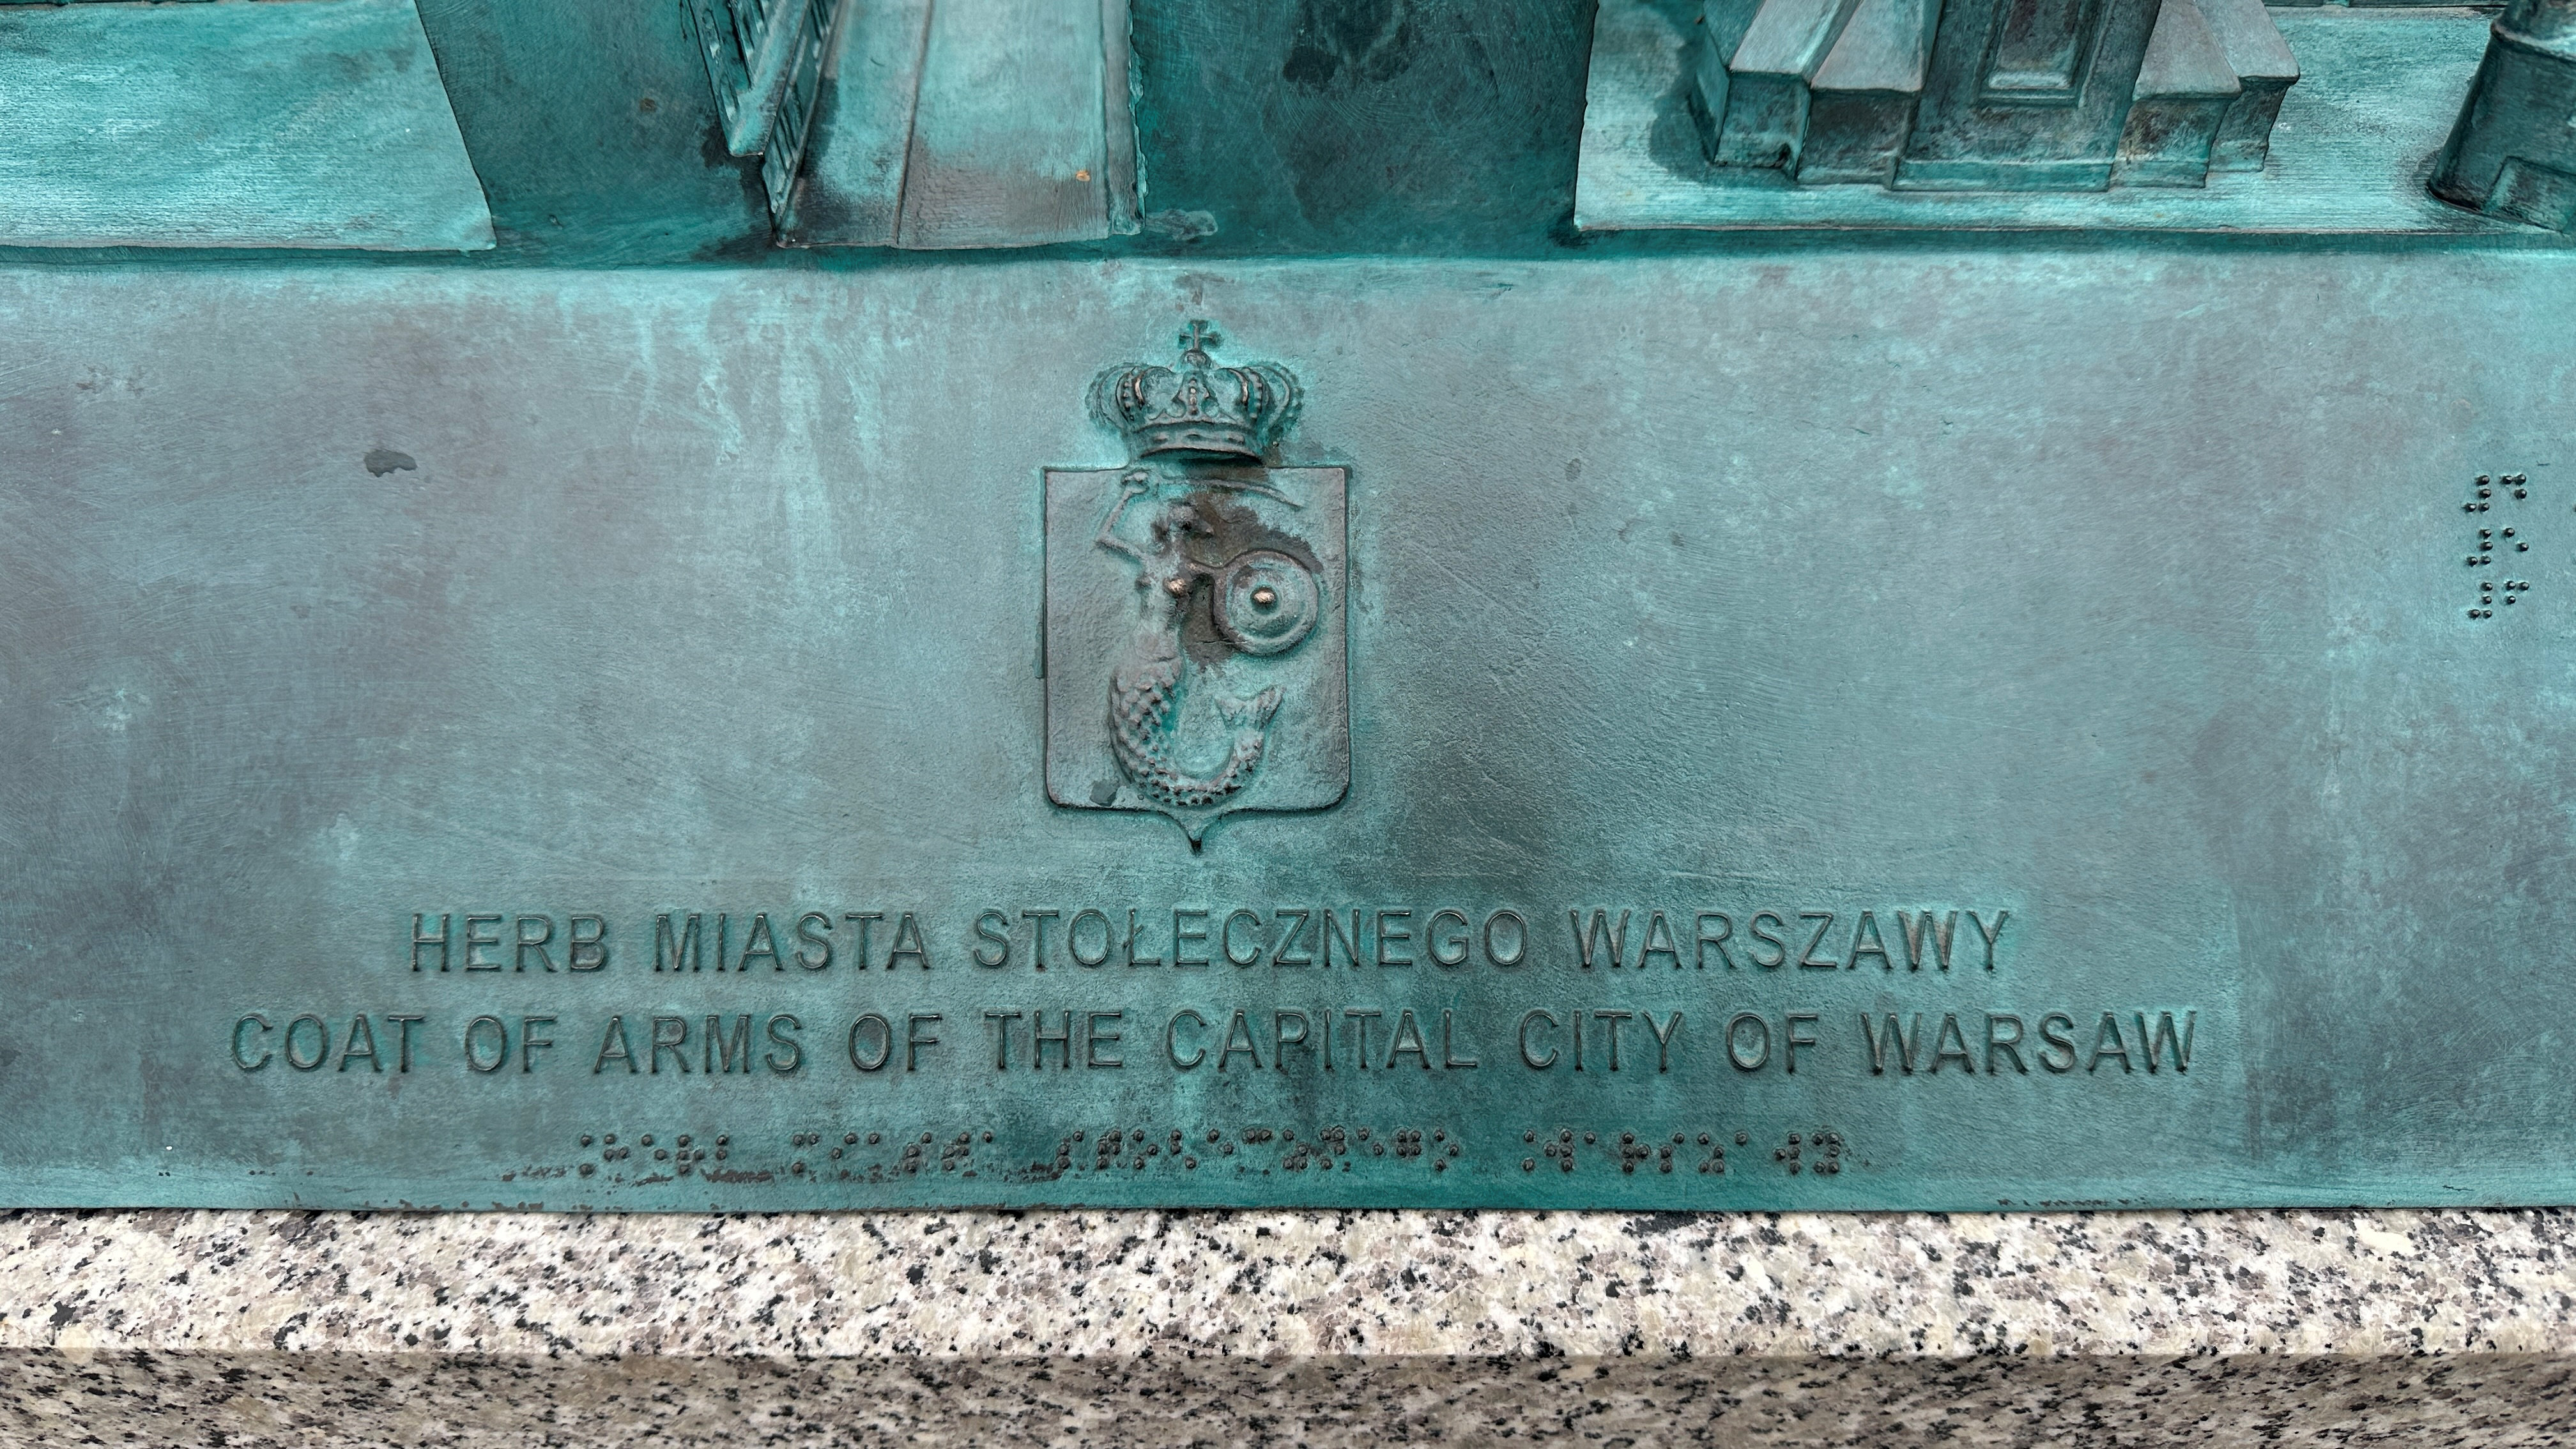 HERB MIASTA STOŁECZNEGO WARSZAWY
COAT OF ARMS OF THE CAPITAL CITY OF WARSAW